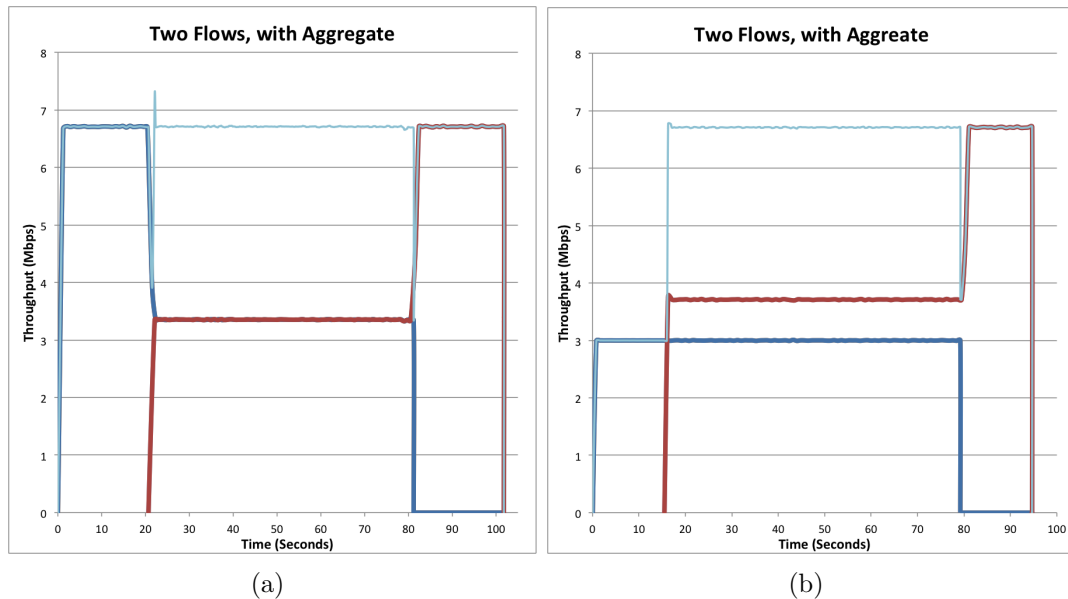 Two Flows, with Aggregate
8
7
6
5
4
3
2
1
0
Throughput (Mbps)
0 10 20 30 40 50 60 70 80 90 100
Time (Seconds)
(a)
Two Flows, with Aggreate
8
7
6
5
4
3
2
1
0
Throughput (Mbps)
0 10 20 30 40 50 60 70 80 90 100
Time (Seconds)
(b)